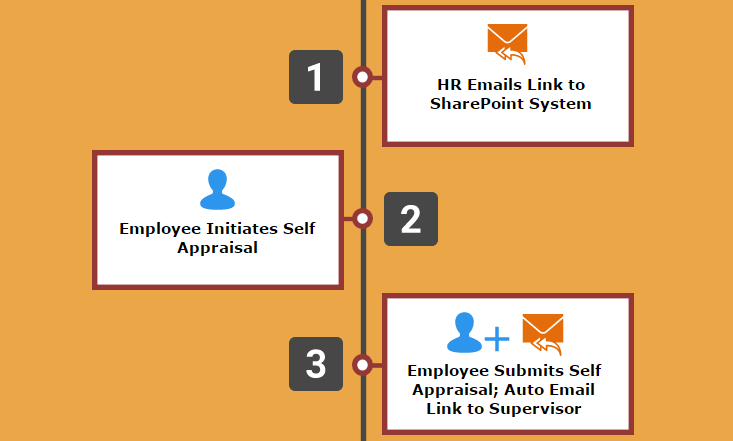 1
HR Emails Link to
SharePoint System
2
Employee Initiates Self
Appraisal
3
Employee Submits Self
Appraisal; Auto Email
Link to Supervisor